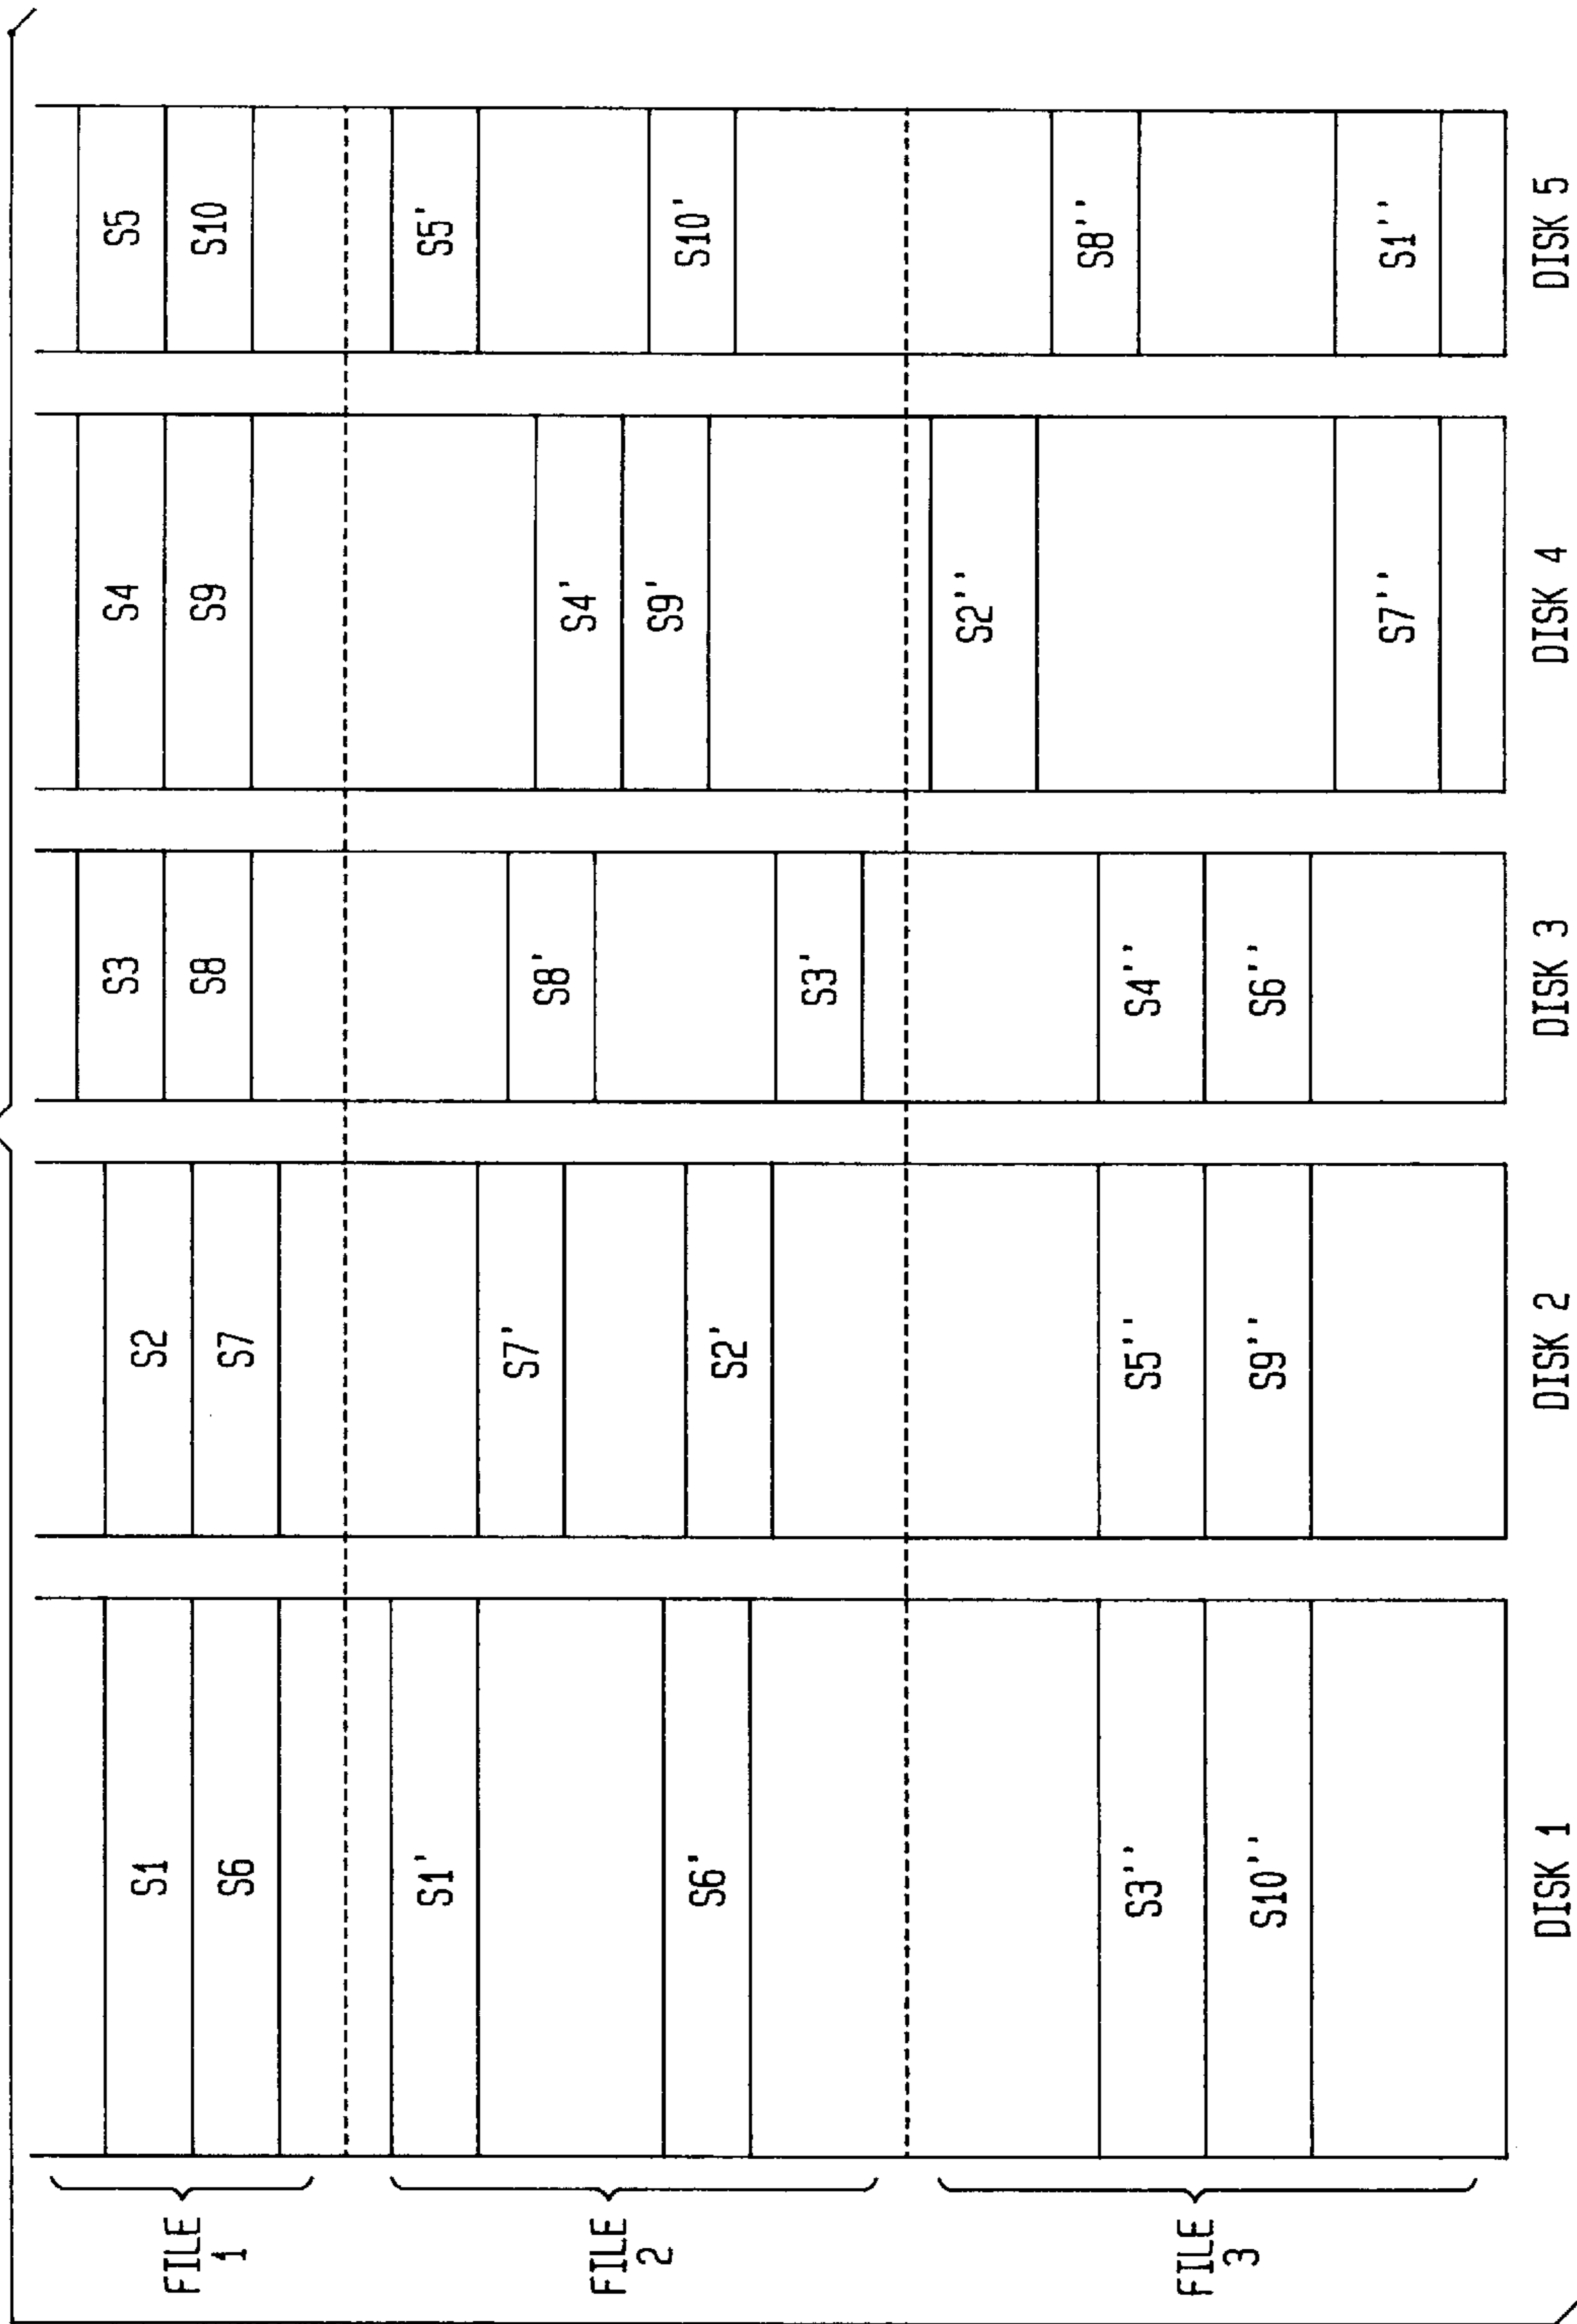 FILE
1
S1
S2
S3
S4
S5
S6
S7
S8
S9
S10
FILE
2
S1'
S5'
S7'
S8'
S4'
S9'
S6'
S2'
S10'
S3'
FILE
3
S2''
S8''
S3''
S5''
S4''
S10''
S9''
S6''
S7''
S1''
DISK 1
DISK 2
DISK 3
DISK 4
DISK 5